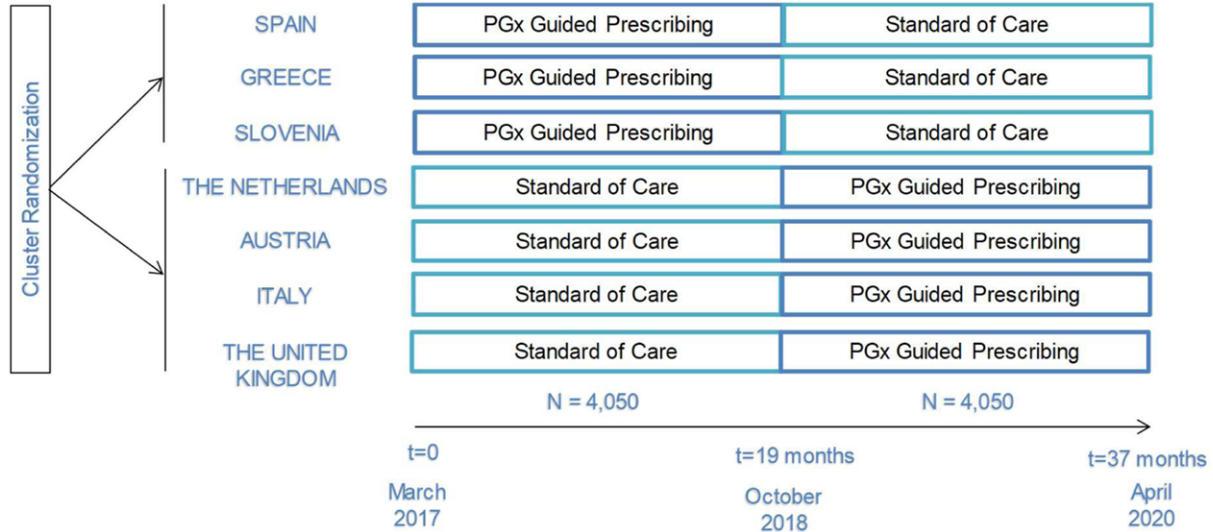 Cluster Randomization
SPAIN
PGx Guided Prescribing
Standard of Care
GREECE
PGx Guided Prescribing
Standard of Care
SLOVENIA
PGx Guided Prescribing
Standard of Care
THE NETHERLANDS
Standard of Care
PGx Guided Prescribing
AUSTRIA
Standard of Care
PGx Guided Prescribing
ITALY
Standard of Care
PGx Guided Prescribing
THE UNITED
KINGDOM
Standard of Care
PGx Guided Prescribing
N = 4,050
N = 4,050
t=0
t=19 months
t=37 months
March
2017
October
2018
April
2020